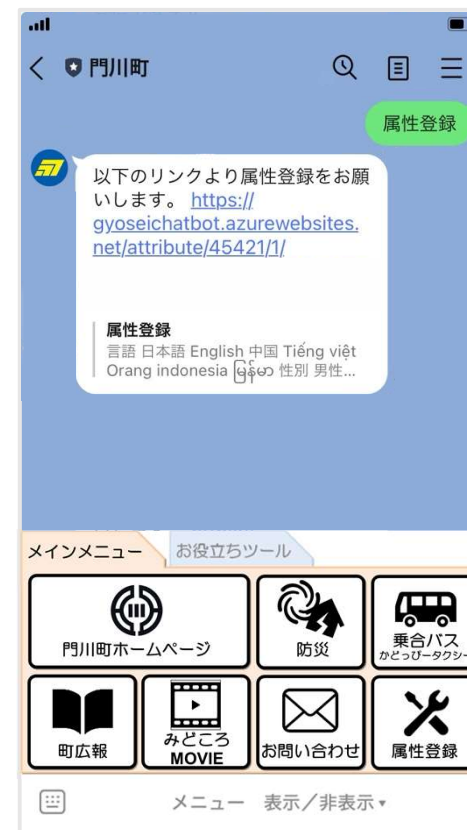 門川町
属性登録
以下のリンクより属性登録をお願
いします。 https://
gyoseichatbot.azurewebsites.
net/attribute/45421/1/
属性登録
言語 日本語 English 中国 Tiếng việt
Orang indonesia မြန်မာ 性別 男性...
メインメニュー
お役立ちツール
門川町ホームページ
防災
乗合バス
かどっぴータクシー
町広報
みどころ
MOVIE
お問い合わせ
属性登録
メニュー 表示/非表示▼